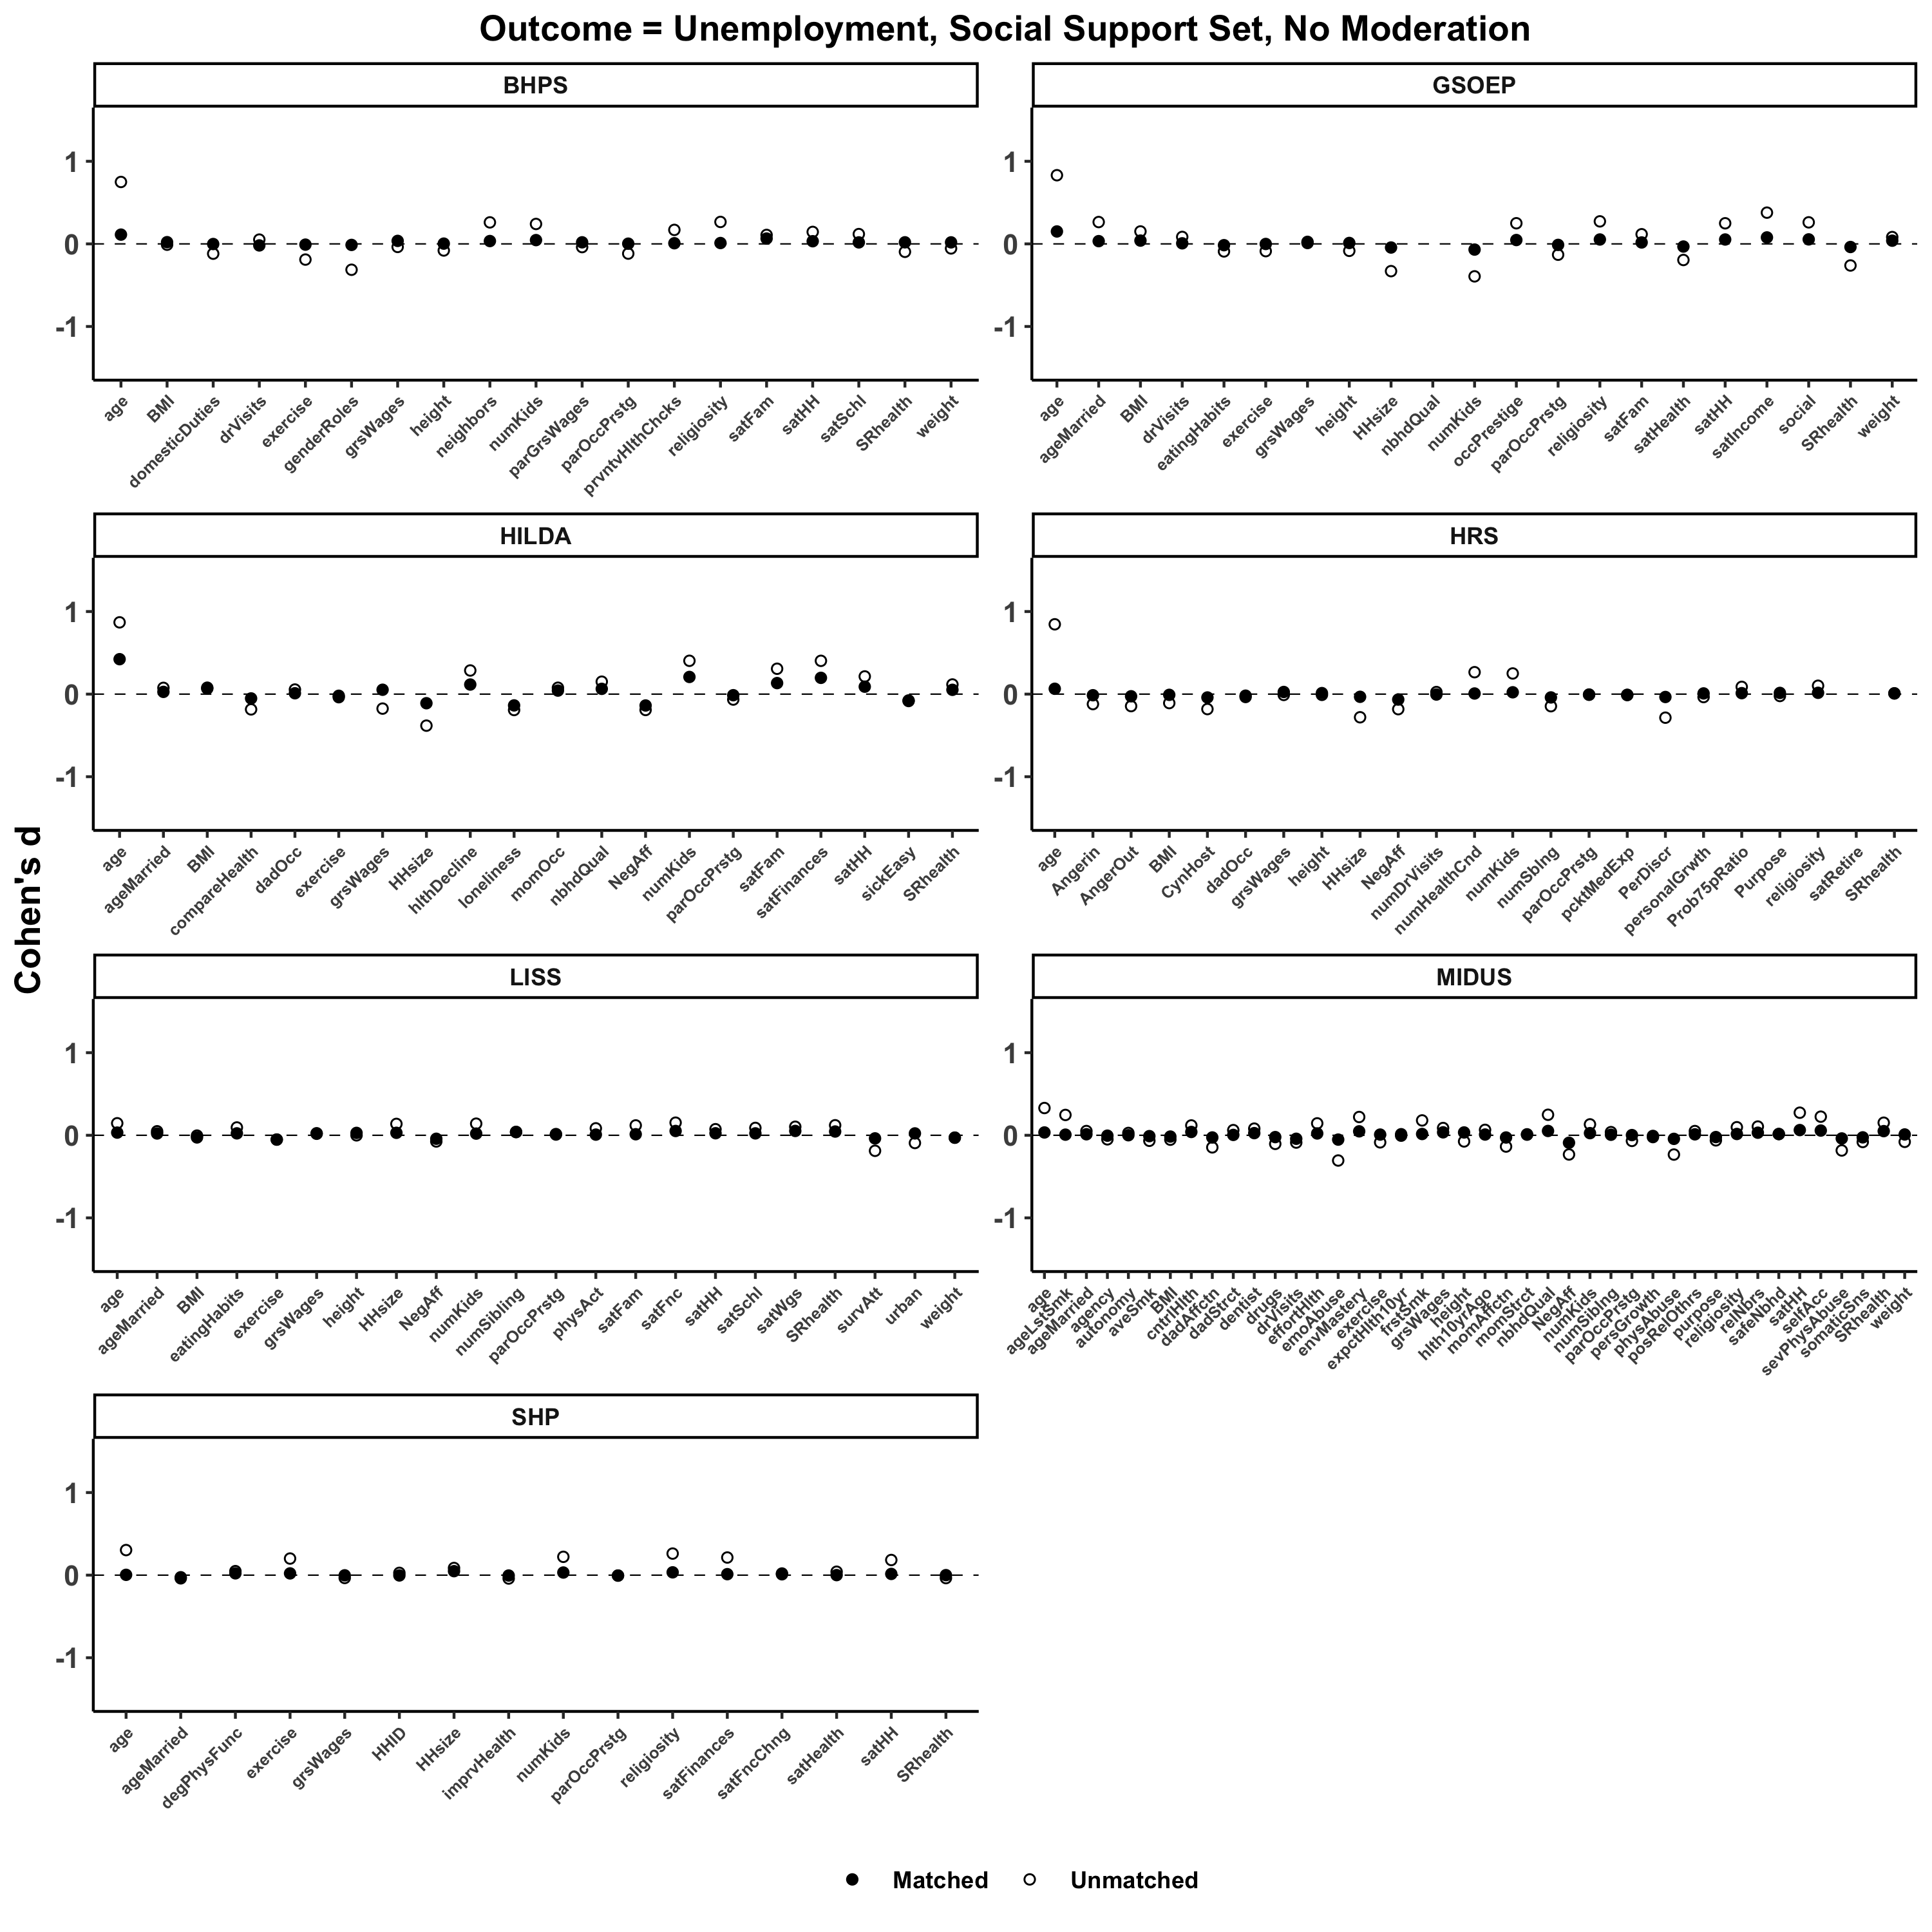 Outcome = Unemployment, Social Support Set, No Moderation
Cohen's d
BHPS
1
0
-1
age
BMI
domesticDuties
drVisits
exercise
genderRoles
grsWages
height
neighbors
numKids
parGrsWages
parOccPrstg
prvntvHlthChcks
religiosity
satFam
satHH
satSchl
SRhealth
weight
GSOEP
1
0
-1
age
ageMarried
BMI
drVisits
eatingHabits
exercise
grsWages
height
HHsize
nbhdQual
numKids
occPrestige
parOccPrstg
religiosity
satFam
satHealth
satHH
satIncome
social
SRhealth
weight
HILDA
1
0
-1
age
ageMarried
BMI
compareHealth
dadOcc
exercise
grsWages
HHsize
hlthDecline
loneliness
momOcc
nbhdQual
NegAff
numKids
parOccPrstg
satFam
satFinances
satHH
sickEasy
SRhealth
HRS
1
0
-1
age
Angerin
AngerOut
BMI
CynHost
dadOcc
grsWages
height
HHsize
NegAff
numDrVisits
numHealthCnd
numKids
numSblng
parOccPrstg
pcktMedExp
PerDiscr
personalGrwth
Prob75pRatio
Purpose
religiosity
satRetire
SRhealth
LISS
1
0
-1
age
ageMarried
BMI
eatingHabits
exercise
grsWages
height
HHsize
NegAff
numKids
numSibling
parOccPrstg
physAct
satFam
satFnc
satHH
satSchl
satWgs
SRhealth
survAtt
urban
weight
MIDUS
1
0
-1
age
ageLstSmk
ageMarried
agency
autonomy
aveSmk
BMI
cntrlHlth
dadAffctn
dadStrct
dentist
drugs
drVisits
effortHlth
emoAbuse
envMastery
exercise
expctHlth10yr
frstSmk
grsWages
height
hlth10yrAgo
momAffctn
momStrct
nbhdQual
NegAff
numKids
numSiblng
parOccPrstg
persGrowth
physAbuse
posRelOthrs
purpose
religiosity
relNbrs
safeNbhd
satHH
selfAcc
sevPhysAbuse
somaticSns
SRhealth
weight
SHP
1
0
-1
age
ageMarried
degPhysFunc
exercise
grsWages
HHID
HHsize
imprvHealth
numKids
parOccPrstg
religiosity
satFinances
satFncChng
satHealth
satHH
SRhealth
Matched
Unmatched